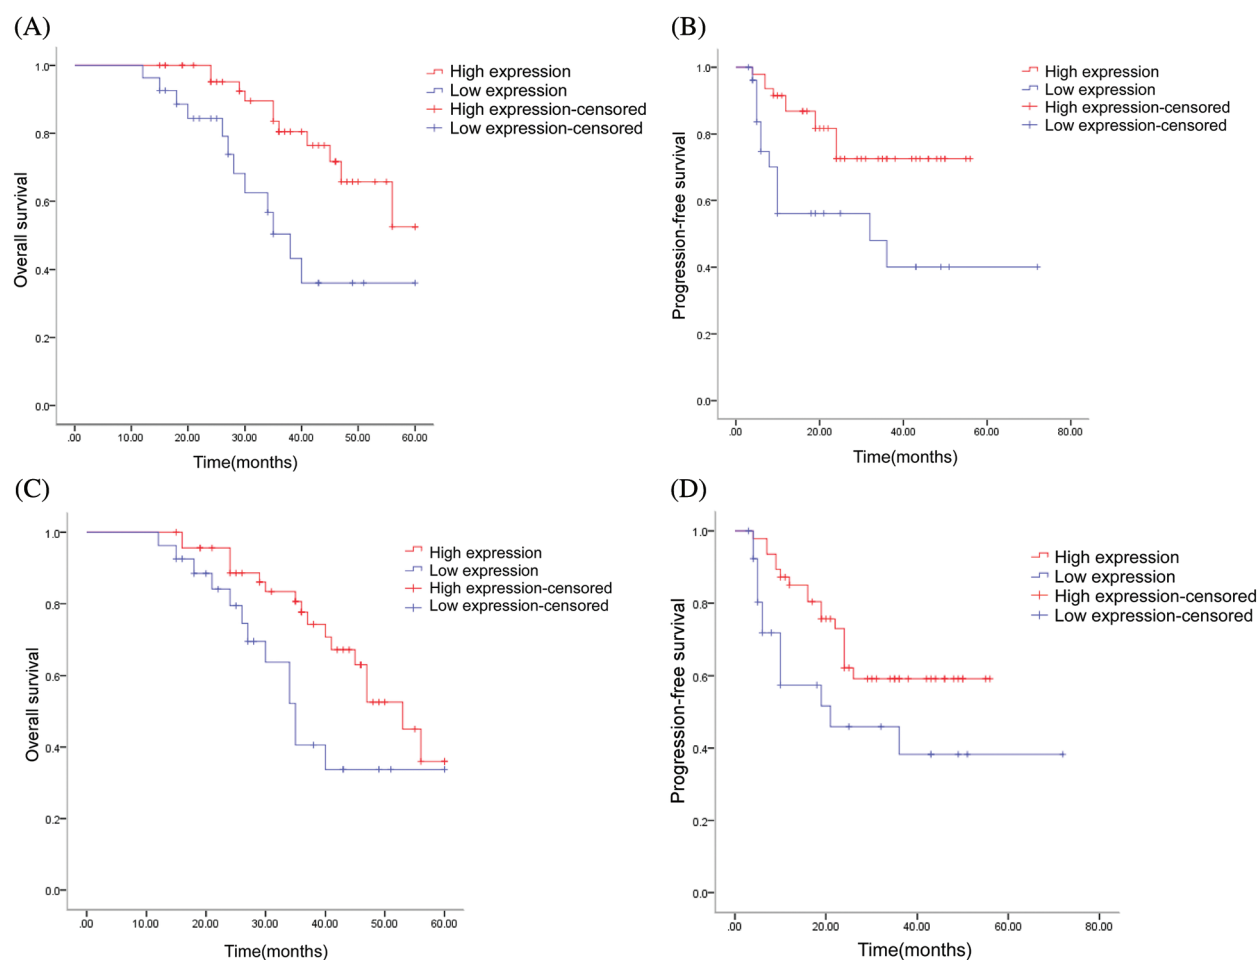 (A)
1.0
0.8
0.6
0.4
0.2
0.0
Overall survival
.00 10.00 20.00 30.00 40.00 50.00 60.00
Time(months)
High expression
Low expression
High expression-censored
Low expression-censored
(B)
1.0
0.8
0.6
0.4
0.2
0.0
Progression-free survival
.00 20.00 40.00 60.00 80.00
Time(months)
High expression
Low expression
High expression-censored
Low expression-censored
(C)
1.0
0.8
0.6
0.4
0.2
0.0
Overall survival
.00 10.00 20.00 30.00 40.00 50.00 60.00
Time(months)
High expression
Low expression
High expression-censored
Low expression-censored
(D)
1.0
0.8
0.6
0.4
0.2
0.0
Progression-free survival
.00 20.00 40.00 60.00 80.00
Time(months)
High expression
Low expression
High expression-censored
Low expression-censored